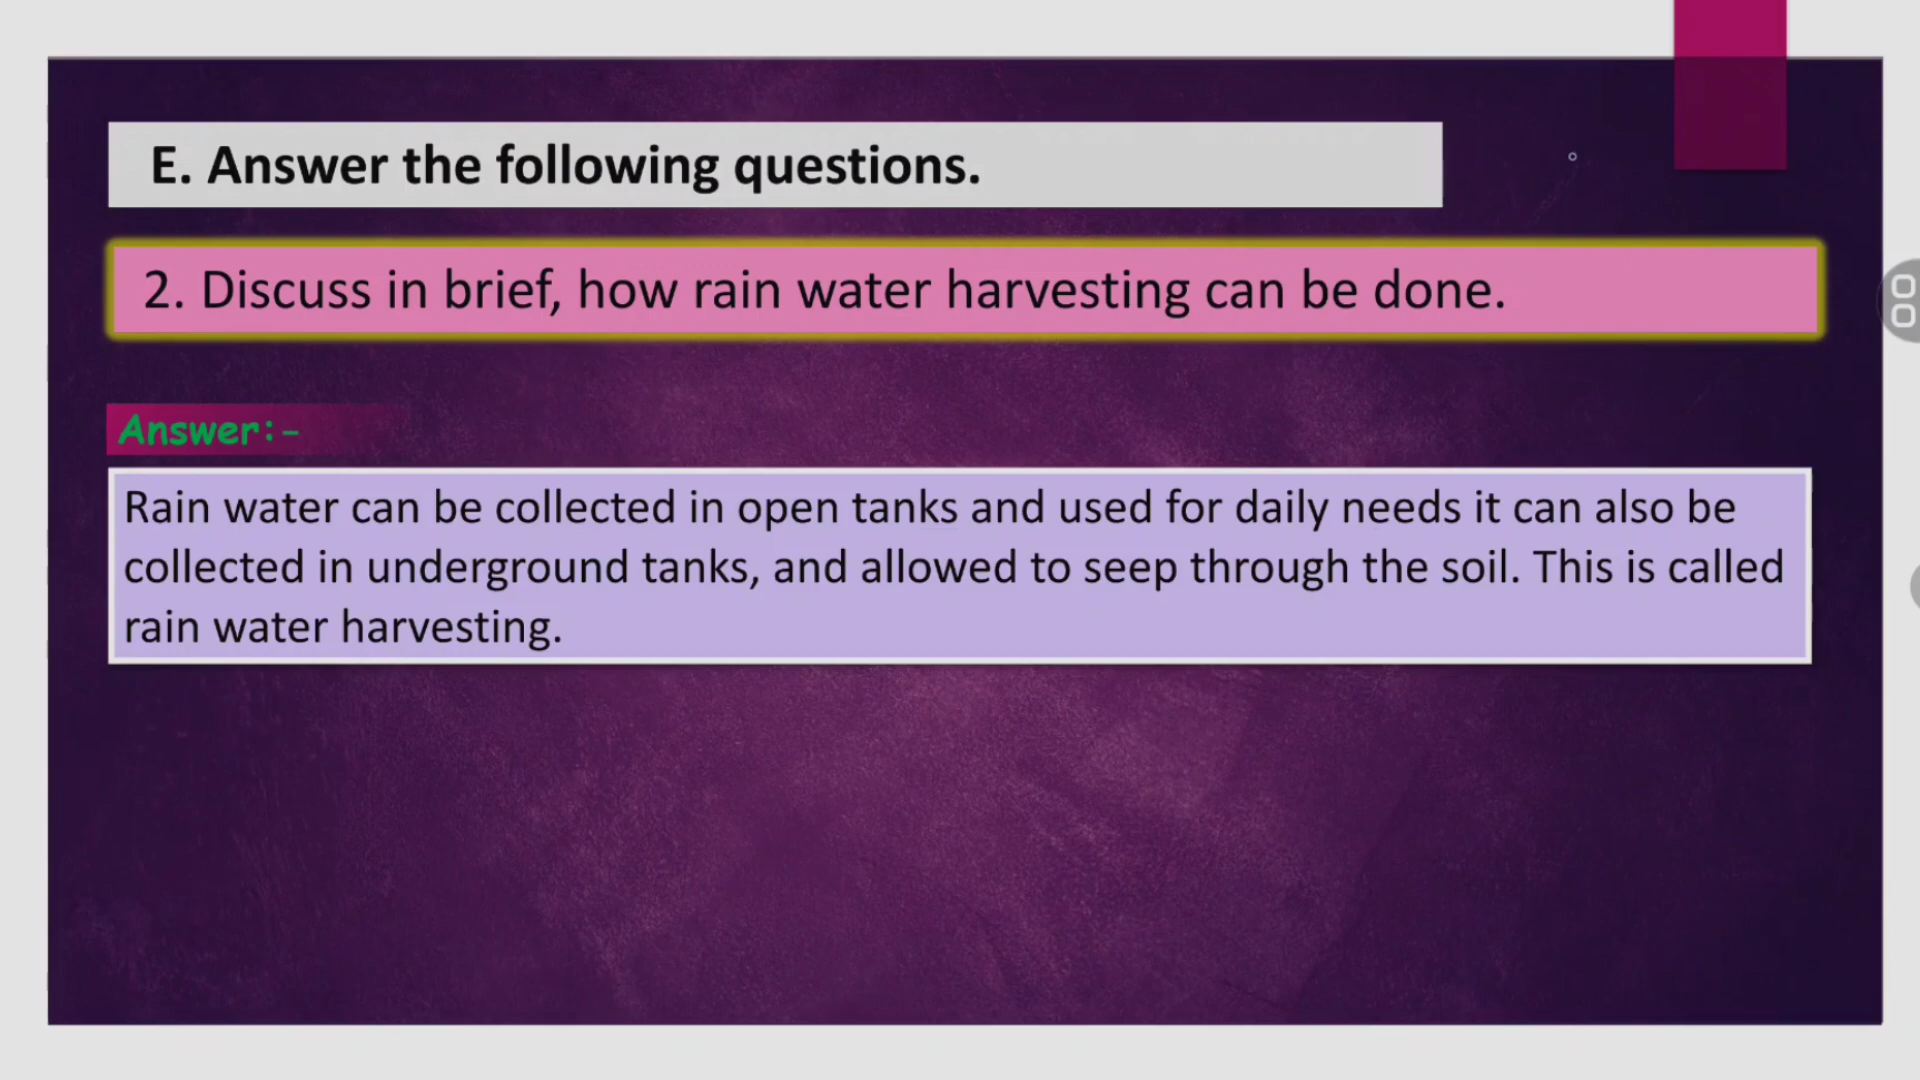 E. Answer the following questions.
2. Discuss in brief, how rain water harvesting can be done.
Answer:-
Rain water can be collected in open tanks and used for daily needs it can also be
collected in underground tanks, and allowed to seep through the soil. This is called
rain water harvesting.